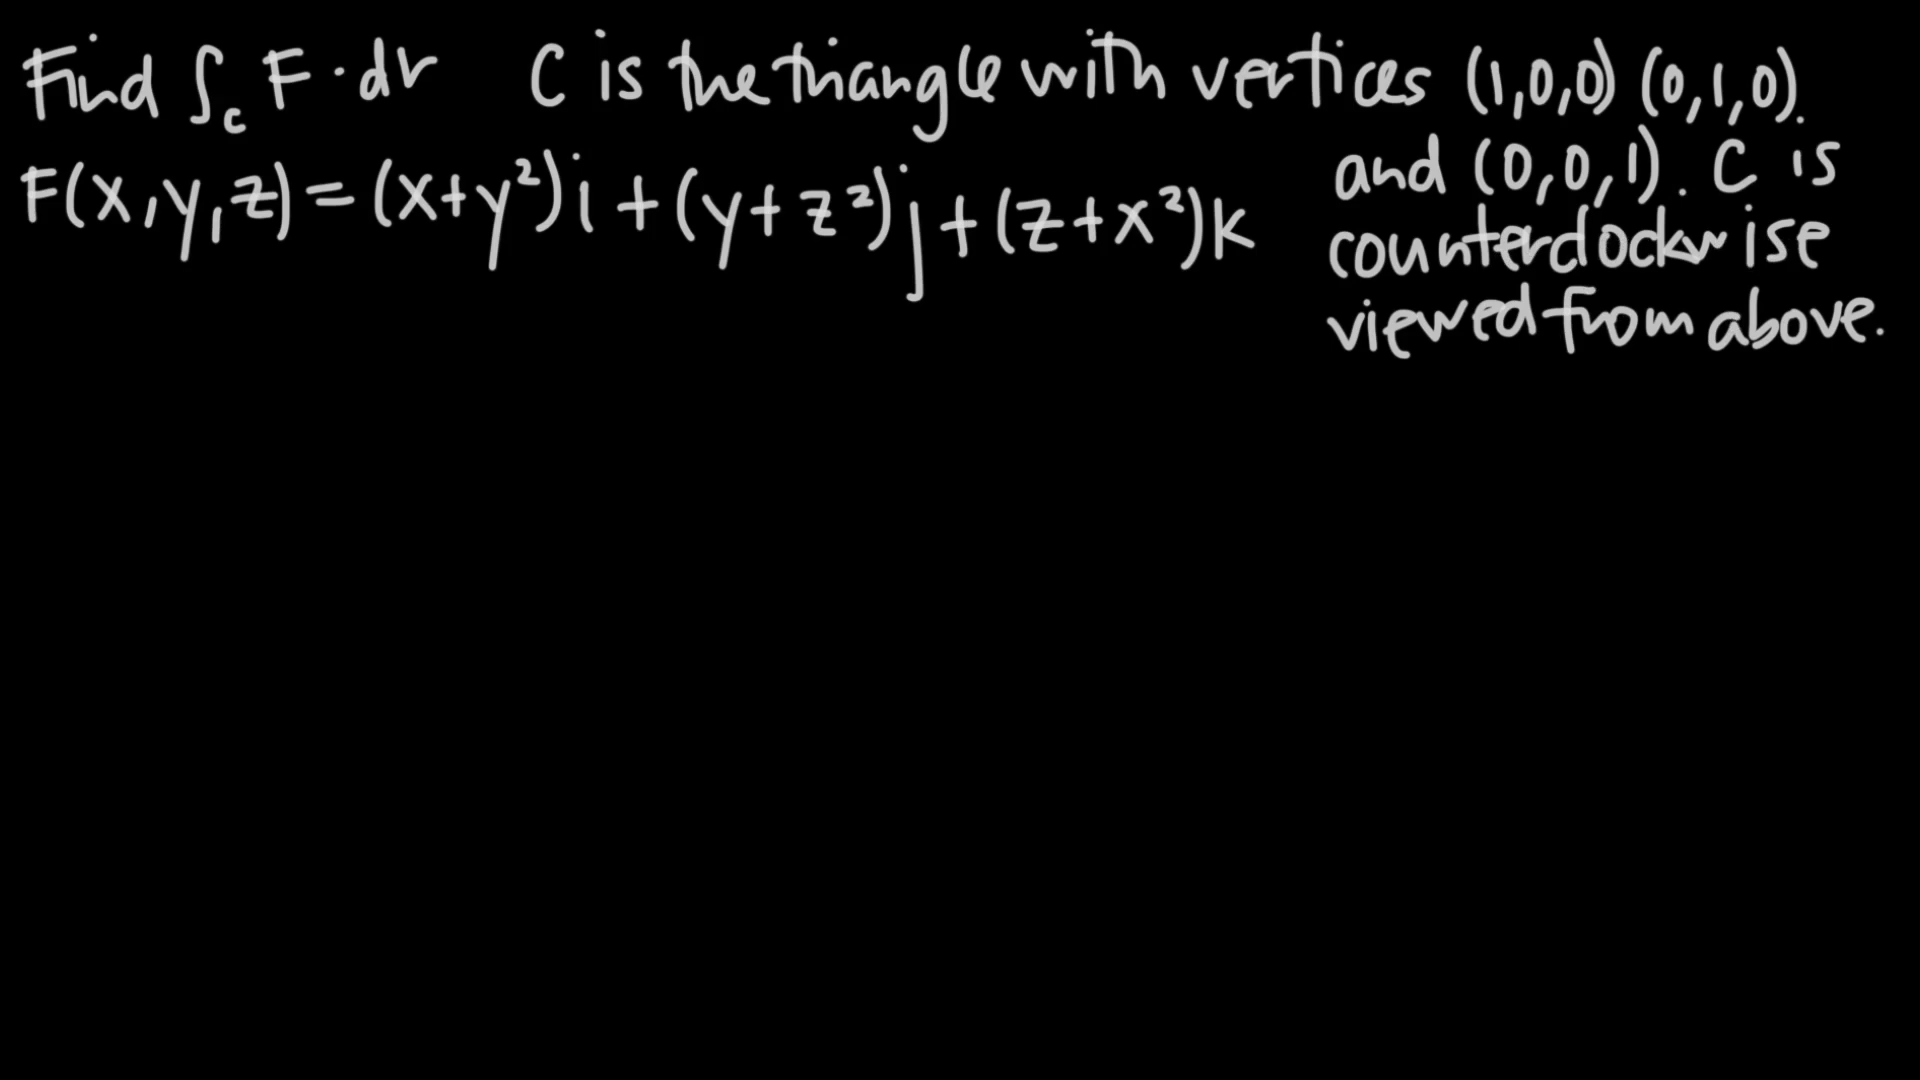 Find ∫_C F · dr C is the triangle with vertices (1,0,0) (0,1,0).
and (0,0,1). C is
F(x,y,z) = (x+y²)i + (y+z²)j + (z+x²)k
counterclockwise
viewed from above.